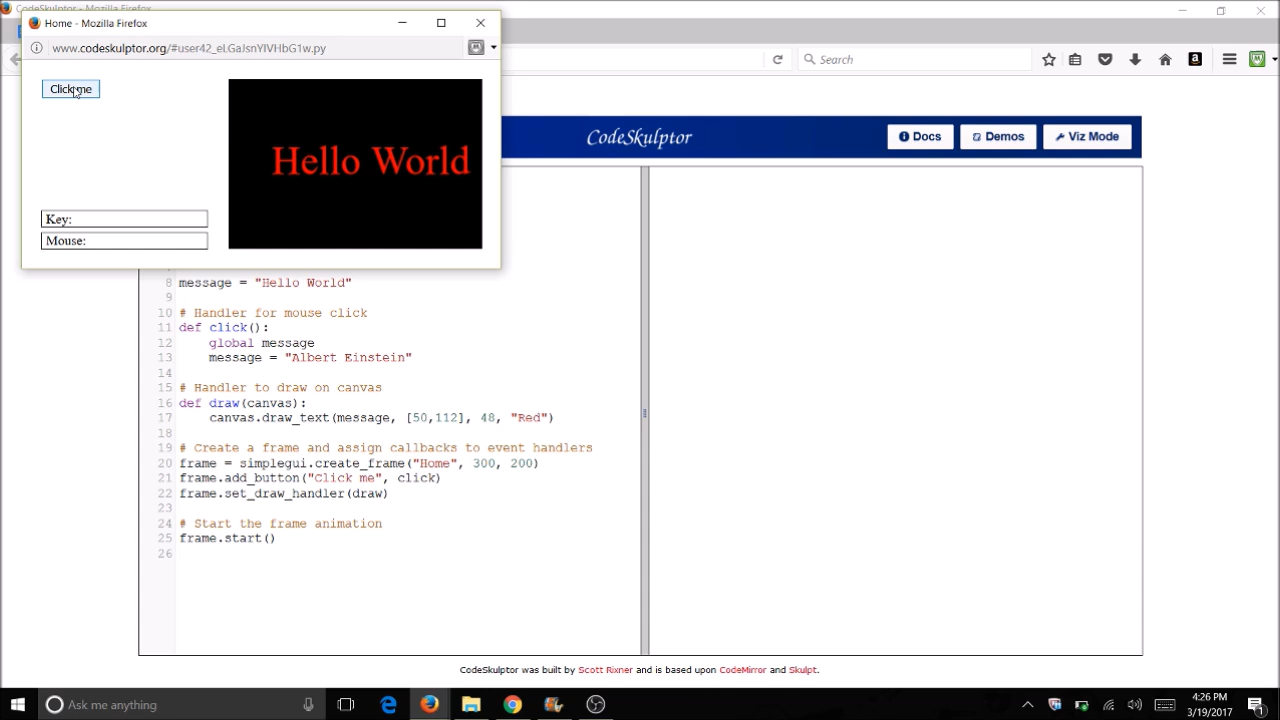 CodeSkulptor
Home - Mozilla Firefox
www.codeskulptor.org/#user42_eLGaJsnYlVHbG1w.py
Search
Click me
Hello World
Key:
Mouse:
CodeSkulptor
Docs
Demos
Viz Mode
8 message = "Hello World"
9
10 # Handler for mouse click
11 def click():
12 global message
13 message = "Albert Einstein"
14
15 # Handler to draw on canvas
16 def draw(canvas):
17 canvas.draw_text(message, [50,112], 48, "Red")
18
19 # Create a frame and assign callbacks to event handlers
20 frame = simplegui.create_frame("Home", 300, 200)
21 frame.add_button("Click me", click)
22 frame.set_draw_handler(draw)
23
24 # Start the frame animation
25 frame.start()
26
CodeSkulptor was built by Scott Rixner and is based upon CodeMirror and Skulpt.
Ask me anything
4:26 PM
3/19/2017